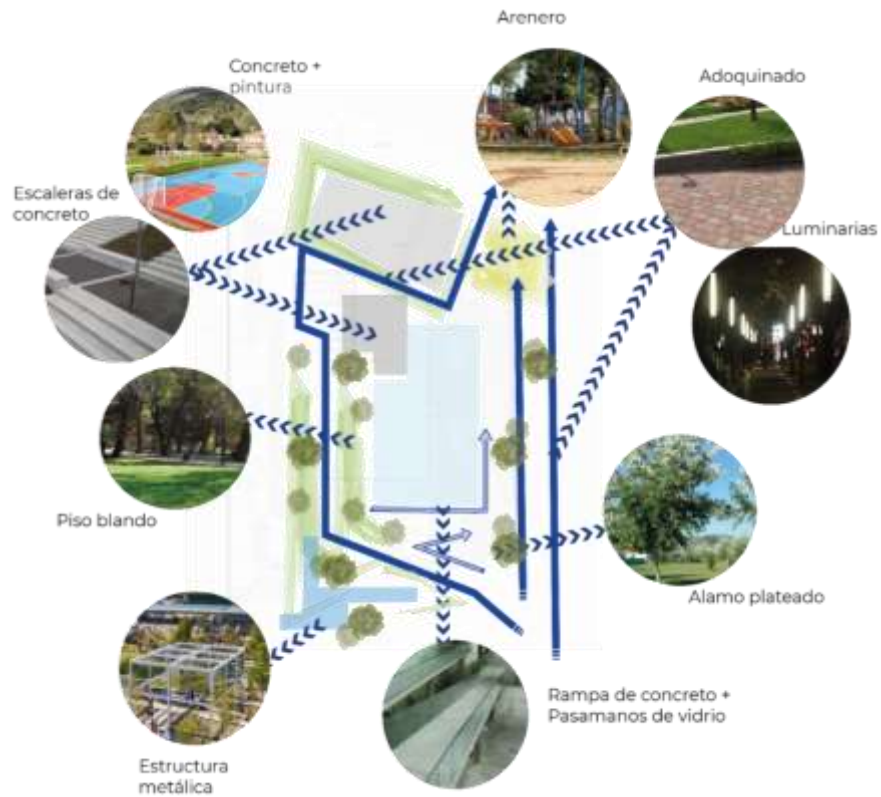 Arenero
Concreto +
pintura
Adoquinado
Escaleras de
concreto
Luminarias
Piso blando
Alamo plateado
Rampa de concreto +
Pasamanos de vidrio
Estructura
metálica